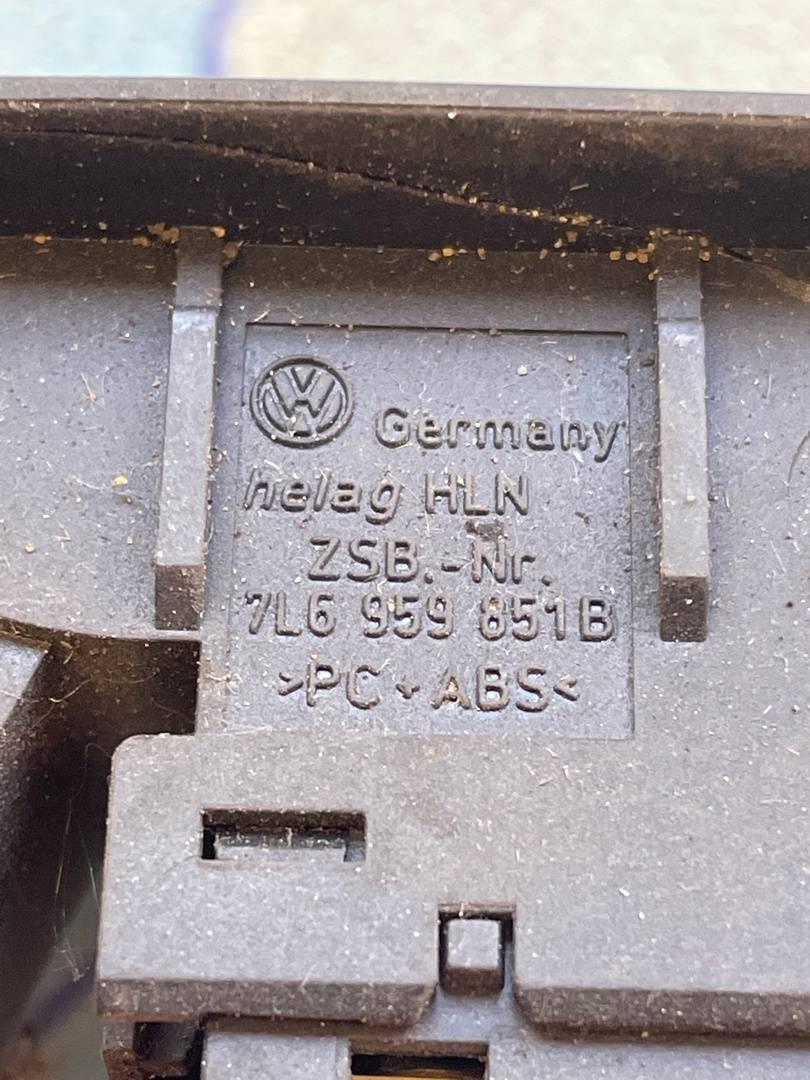 VW Germany
helag HLN
ZSB.-Nr.
7L6 959 851B
>PC+ABS<